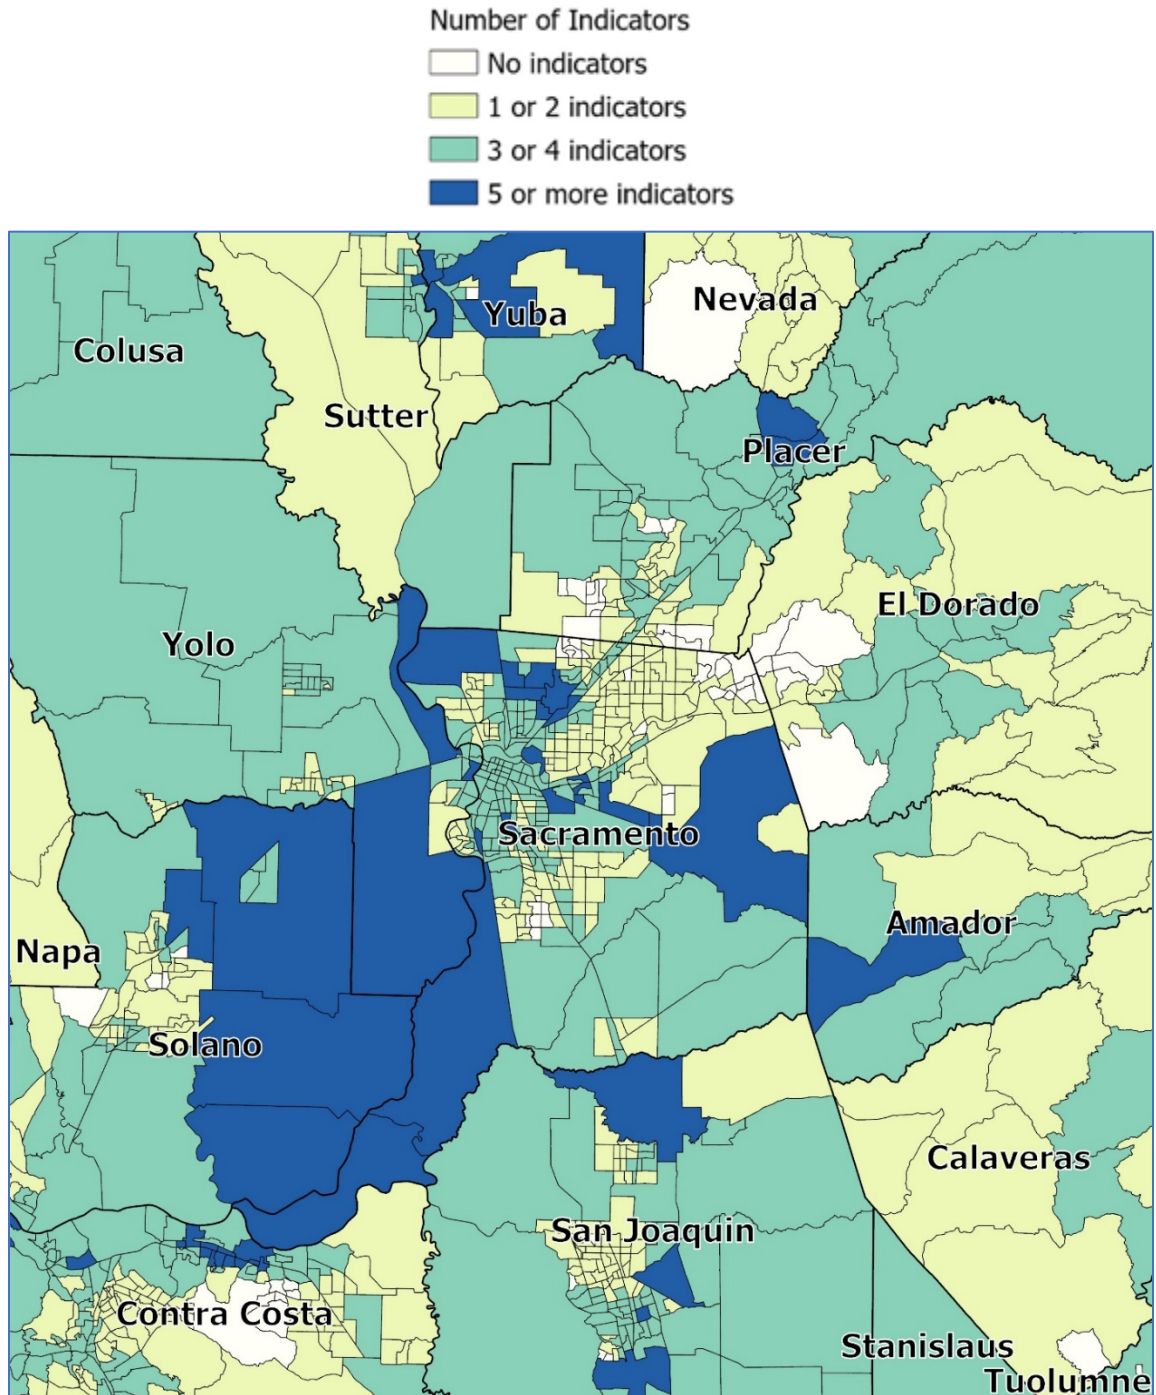 Number of Indicators
No indicators
1 or 2 indicators
3 or 4 indicators
5 or more indicators
Nevada
Yuba
Colusa
Sutter
Placer
El Dorado
Yolo
Sacramento
Amador
Napa
Solano
Calaveras
San Joaquin
Contra Costa
Stanislaus
Tuolumne